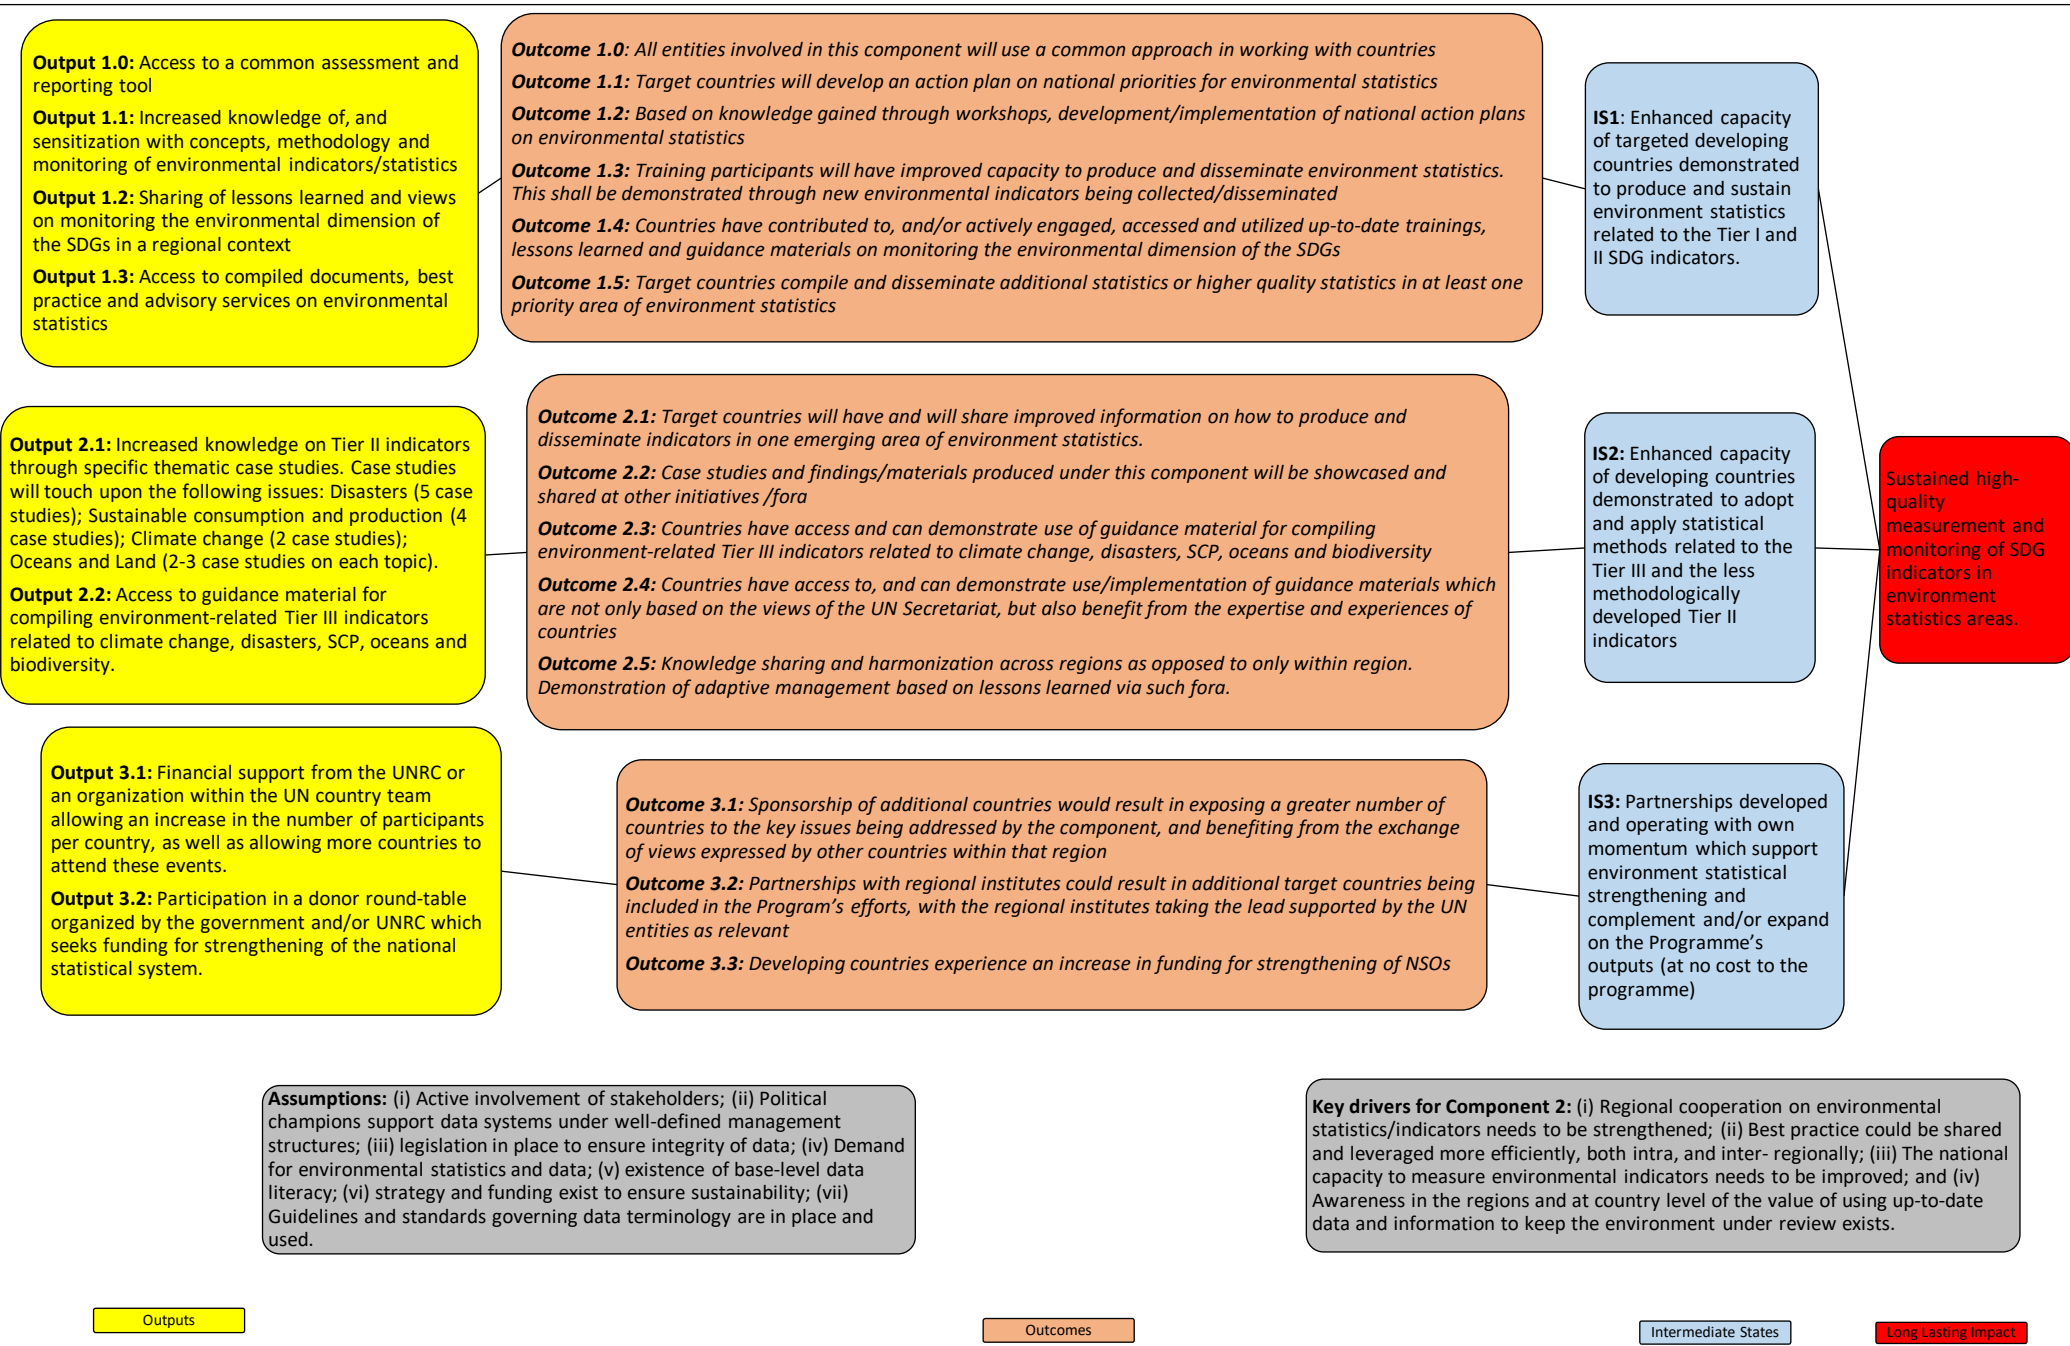 Output 1.0: Access to a common assessment and
reporting tool
Output 1.1: Increased knowledge of, and
sensitization with concepts, methodology and
monitoring of environmental indicators/statistics
Output 1.2: Sharing of lessons learned and views
on monitoring the environmental dimension of
the SDGs in a regional context
Output 1.3: Access to compiled documents, best
practice and advisory services on environmental
statistics
Outcome 1.0: All entities involved in this component will use a common approach in working with countries
Outcome 1.1: Target countries will develop an action plan on national priorities for environmental statistics
Outcome 1.2: Based on knowledge gained through workshops, development/implementation of national action plans
on environmental statistics
Outcome 1.3: Training participants will have improved capacity to produce and disseminate environment statistics.
This shall be demonstrated through new environmental indicators being collected/disseminated
Outcome 1.4: Countries have contributed to, and/or actively engaged, accessed and utilized up-to-date trainings,
lessons learned and guidance materials on monitoring the environmental dimension of the SDGs
Outcome 1.5: Target countries compile and disseminate additional statistics or higher quality statistics in at least one
priority area of environment statistics
IS1: Enhanced capacity
of targeted developing
countries demonstrated
to produce and sustain
environment statistics
related to the Tier I and
II SDG indicators.
Output 2.1: Increased knowledge on Tier II indicators
through specific thematic case studies. Case studies
will touch upon the following issues: Disasters (5 case
studies); Sustainable consumption and production (4
case studies); Climate change (2 case studies);
Oceans and Land (2-3 case studies on each topic).
Output 2.2: Access to guidance material for
compiling environment-related Tier III indicators
related to climate change, disasters, SCP, oceans and
biodiversity.
Outcome 2.1: Target countries will have and will share improved information on how to produce and
disseminate indicators in one emerging area of environment statistics.
Outcome 2.2: Case studies and findings/materials produced under this component will be showcased and
shared at other initiatives /fora
Outcome 2.3: Countries have access and can demonstrate use of guidance material for compiling
environment-related Tier III indicators related to climate change, disasters, SCP, oceans and biodiversity
Outcome 2.4: Countries have access to, and can demonstrate use/implementation of guidance materials which
are not only based on the views of the UN Secretariat, but also benefit from the expertise and experiences of
countries
Outcome 2.5: Knowledge sharing and harmonization across regions as opposed to only within region.
Demonstration of adaptive management based on lessons learned via such fora.
IS2: Enhanced capacity
of developing countries
demonstrated to adopt
and apply statistical
methods related to the
Tier III and the less
methodologically
developed Tier II
indicators
Sustained high-
quality
measurement and
monitoring of SDG
indicators in
environment
statistics areas.
Output 3.1: Financial support from the UNRC or
an organization within the UN country team
allowing an increase in the number of participants
per country, as well as allowing more countries to
attend these events.
Output 3.2: Participation in a donor round-table
organized by the government and/or UNRC which
seeks funding for strengthening of the national
statistical system.
Outcome 3.1: Sponsorship of additional countries would result in exposing a greater number of
countries to the key issues being addressed by the component, and benefiting from the exchange
of views expressed by other countries within that region
Outcome 3.2: Partnerships with regional institutes could result in additional target countries being
included in the Program's efforts, with the regional institutes taking the lead supported by the UN
entities as relevant
Outcome 3.3: Developing countries experience an increase in funding for strengthening of NSOs
IS3: Partnerships developed
and operating with own
momentum which support
environment statistical
strengthening and
complement and/or expand
on the Programme's
outputs (at no cost to the
programme)
Assumptions: (i) Active involvement of stakeholders; (ii) Political
champions support data systems under well-defined management
structures; (iii) legislation in place to ensure integrity of data; (iv) Demand
for environmental statistics and data; (v) existence of base-level data
literacy; (vi) strategy and funding exist to ensure sustainability; (vii)
Guidelines and standards governing data terminology are in place and
used.
Key drivers for Component 2: (i) Regional cooperation on environmental
statistics/indicators needs to be strengthened; (ii) Best practice could be shared
and leveraged more efficiently, both intra, and inter- regionally; (iii) The national
capacity to measure environmental indicators needs to be improved; and (iv)
Awareness in the regions and at country level of the value of using up-to-date
data and information to keep the environment under review exists.
Outputs
Outcomes
Intermediate States
Long Lasting Impact